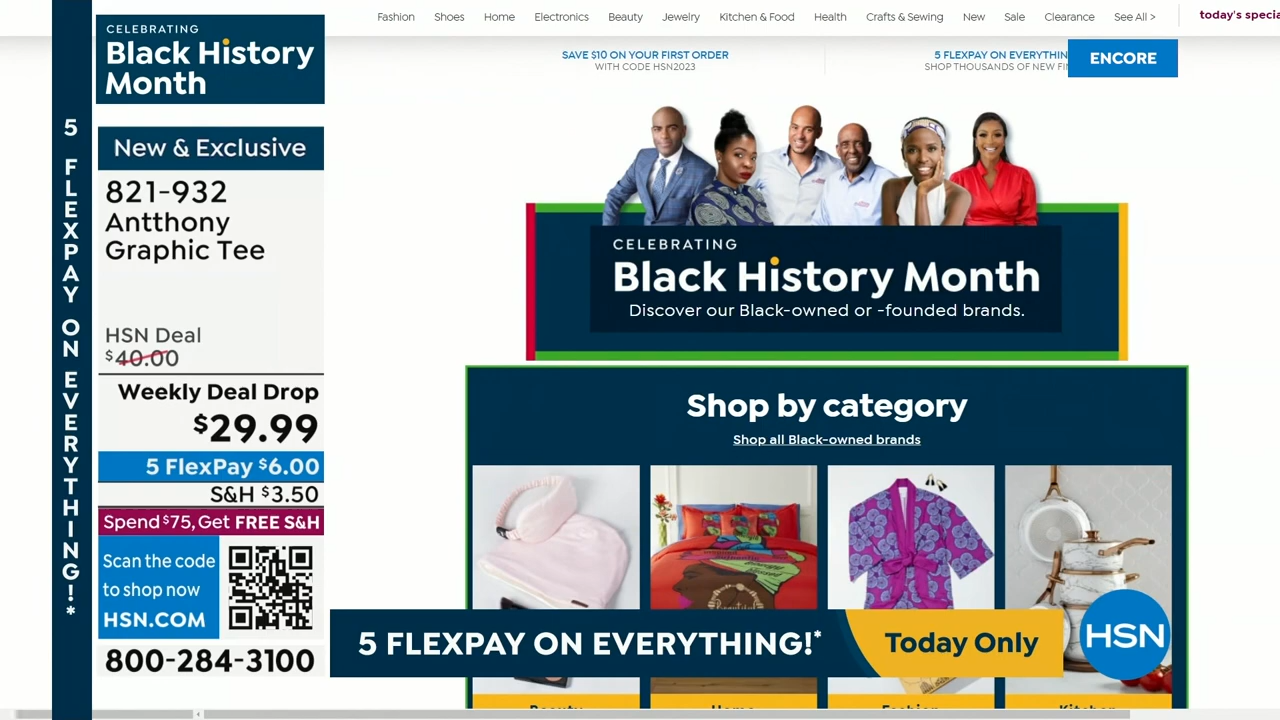 CELEBRATING
Black History
Month
5 FLEXPAY ON EVERYTHING!*
New & Exclusive
821-932
Antthony
Graphic Tee
HSN Deal
$40.00
Weekly Deal Drop
$29.99
5 FlexPay $6.00
S&H $3.50
Spend $75, Get FREE S&H
Scan the code
to shop now
HSN.COM
800-284-3100
Fashion Shoes Home Electronics Beauty Jewelry Kitchen & Food Health Crafts & Sewing New Sale Clearance See All >
today's
SAVE $10 ON YOUR FIRST ORDER
WITH CODE HSN2023
5 FLEXPAY ON
SHOP THOUSANDS OF NEW
ENCORE
CELEBRATING
Black History Month
Discover our Black-owned or -founded brands.
Shop by category
Shop all Black-owned brands
5 FLEXPAY ON EVERYTHING!*
Today Only
HSN
Beauty Home Fashion Kitchen